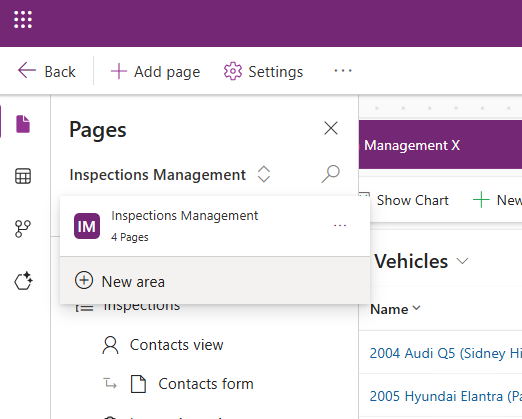 Back
Add page
Settings
Pages
Inspections Management
Management X
IM
Inspections Management
4 Pages
Show Chart
New
New area
Vehicles
Inspections
Name
Contacts view
2004 Audi Q5 (Sidney Hi
Contacts form
2005 Hyundai Elantra (Pa